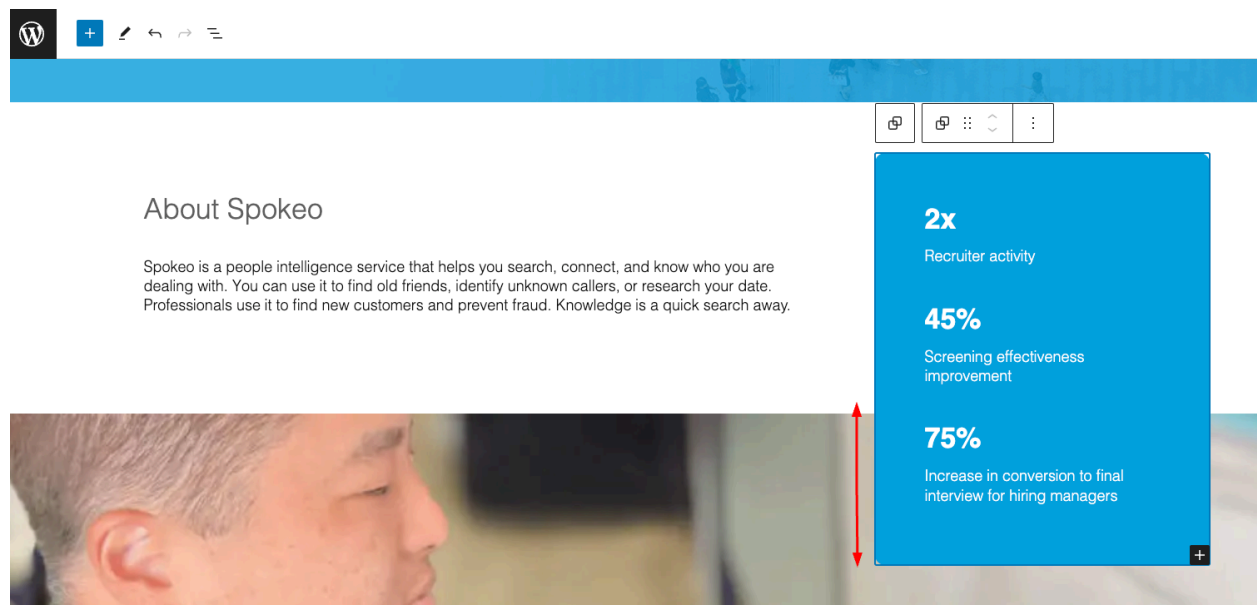 About Spokeo
Spokeo is a people intelligence service that helps you search, connect, and know who you are
dealing with. You can use it to find old friends, identify unknown callers, or research your date.
Professionals use it to find new customers and prevent fraud. Knowledge is a quick search away.
2x
Recruiter activity
45%
Screening effectiveness
improvement
75%
Increase in conversion to final
interview for hiring managers